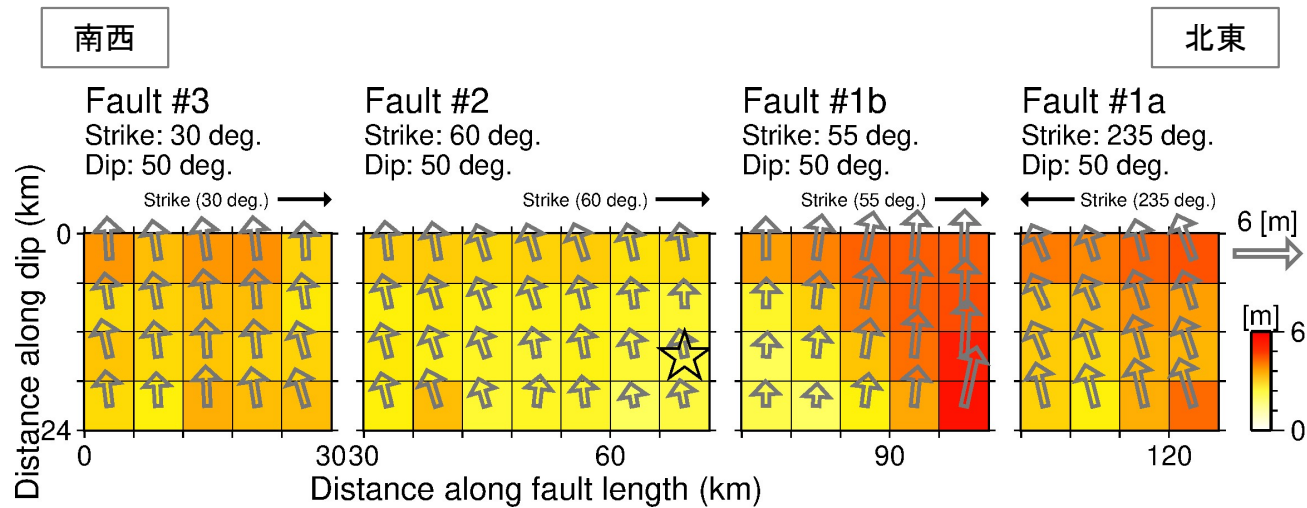 南西
北東
Fault #3
Strike: 30 deg.
Dip: 50 deg.
Strike (30 deg.)
Fault #2
Strike: 60 deg.
Dip: 50 deg.
Strike (60 deg.)
Fault #1b
Strike: 55 deg.
Dip: 50 deg.
Strike (55 deg.)
Fault #1a
Strike: 235 deg.
Dip: 50 deg.
Strike (235 deg.)
6 [m]
[m]
6
0
Distance along dip (km)
0
24
0
30
30
60
90
120
Distance along fault length (km)